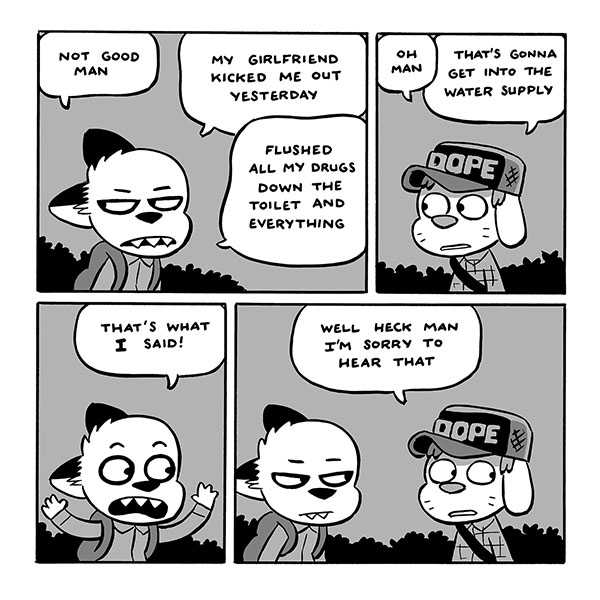 NOT GOOD
MAN
MY GIRLFRIEND
KICKED ME OUT
YESTERDAY
FLUSHED
ALL MY DRUGS
DOWN THE
TOILET AND
EVERYTHING
OH
MAN
THAT'S GONNA
GET INTO THE
WATER SUPPLY
DOPE
THAT'S WHAT
I SAID!
WELL HECK MAN
I'M SORRY TO
HEAR THAT
DOPE